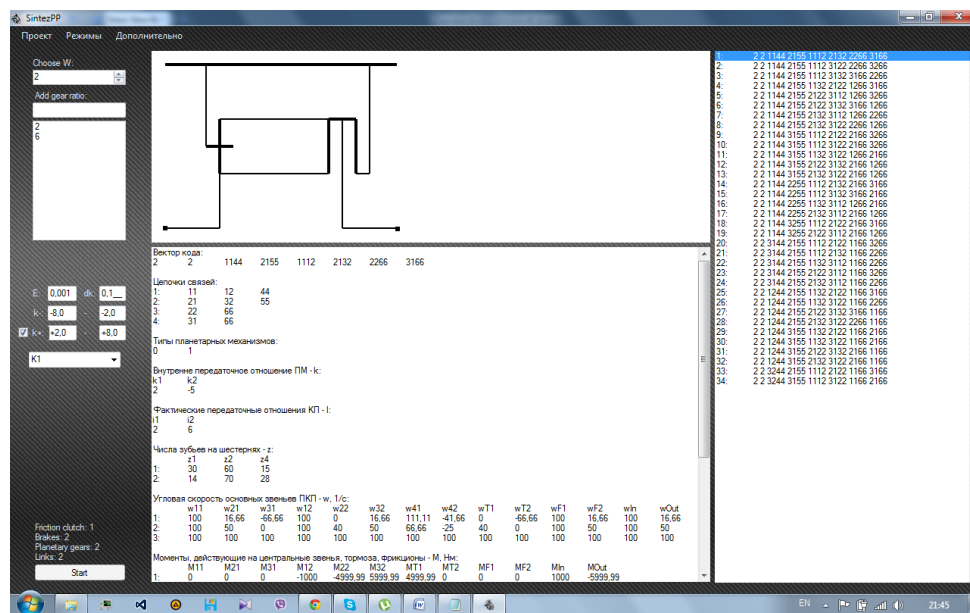 SintezPP
Проект Режимы Дополнительно
Choose W:
2
Add gear ratio:
2
6
E: 0,001 dk: 0,1__
k-: -8,0 - -2,0
k+: +2,0 - +8,0
K1
Friction clutch: 1
Brakes: 2
Planetary gears: 2
Links: 2
Start
Вектор кода:
2 2 1144 2155 1112 2132 2266 3166
Цепочки связей:
1: 11 12 44
2: 21 32 55
3: 22 66
4: 31 66
Типы планетарных механизмов:
0 1
Внутренне передаточное отношение ПМ - k:
k1 k2
2 -5
Фактические передаточные отношения КП - I:
i1 i2
2 6
Числа зубьев на шестернях - z:
z1 z2 z4
1: 30 60 15
2: 14 70 28
Угловая скорость основных звеньев ПКП - w, 1/с:
w11 w21 w31 w12 w22 w32 w41 w42 wT1 wT2 wF1 wF2 wIn wOut
1: 100 16,66 -66,66 100 0 16,66 111,11 -41,66 0 -66,66 100 16,66 100 16,66
2: 100 50 0 100 40 50 66,66 -25 40 0 100 50 100 50
3: 100 100 100 100 100 100 100 100 100 100 100 100 100 100
Моменты, действующие на центральные звенья, тормоза, фрикционы - М, Нм:
M11 M21 M31 M12 M22 M32 MT1 MT2 MF1 MF2 MIn MOut
1: 0 0 0 -1000 -4999,99 5999,99 4999,99 0 0 0 1000 -5999,99
1: 2 2 1144 2155 1112 2132 2266 3166
2: 2 2 1144 2155 1112 3122 2266 3266
3: 2 2 1144 2155 1112 3132 3166 2266
4: 2 2 1144 2155 1132 2122 1266 3166
5: 2 2 1144 2155 2122 3112 1266 3266
6: 2 2 1144 2155 2122 3132 3166 1266
7: 2 2 1144 2155 2132 3112 1266 2266
8: 2 2 1144 2155 2132 3122 2266 1266
9: 2 2 1144 3155 1112 2122 2166 3266
10: 2 2 1144 3155 1112 3132 3166 2166
11: 2 2 1144 3155 1132 3122 1266 2166
12: 2 2 1144 3155 2122 3132 2166 1266
13: 2 2 1144 3155 2132 3122 2166 1266
14: 2 2 1144 2255 1112 2132 2166 3166
15: 2 2 1144 2255 1112 3132 3166 2166
16: 2 2 1144 2255 1132 3112 1266 2166
17: 2 2 1144 2255 2132 3112 2166 1266
18: 2 2 1144 3255 1112 2122 2166 3166
19: 2 2 1144 3255 2122 3112 2166 1266
20: 2 2 3144 2155 1112 2122 1166 3266
21: 2 2 3144 2155 1112 2132 1166 2266
22: 2 2 3144 2155 1132 3112 1166 2266
23: 2 2 3144 2155 2122 3112 1166 3266
24: 2 2 3144 2155 2132 3112 1166 2266
25: 2 2 1244 2155 1132 2122 1166 3166
26: 2 2 1244 2155 1132 3122 1166 2266
27: 2 2 1244 2155 2122 3132 3166 1166
28: 2 2 1244 2155 2132 3122 2266 1166
29: 2 2 1244 3155 1132 2122 1166 2166
30: 2 2 1244 3155 1132 3122 1166 2166
31: 2 2 1244 3155 2122 3132 2166 1166
32: 2 2 1244 3155 2132 3122 2166 1166
33: 2 2 3244 2155 1112 2122 1166 3166
34: 2 2 3244 3155 1112 3122 1166 2166
EN 21:45